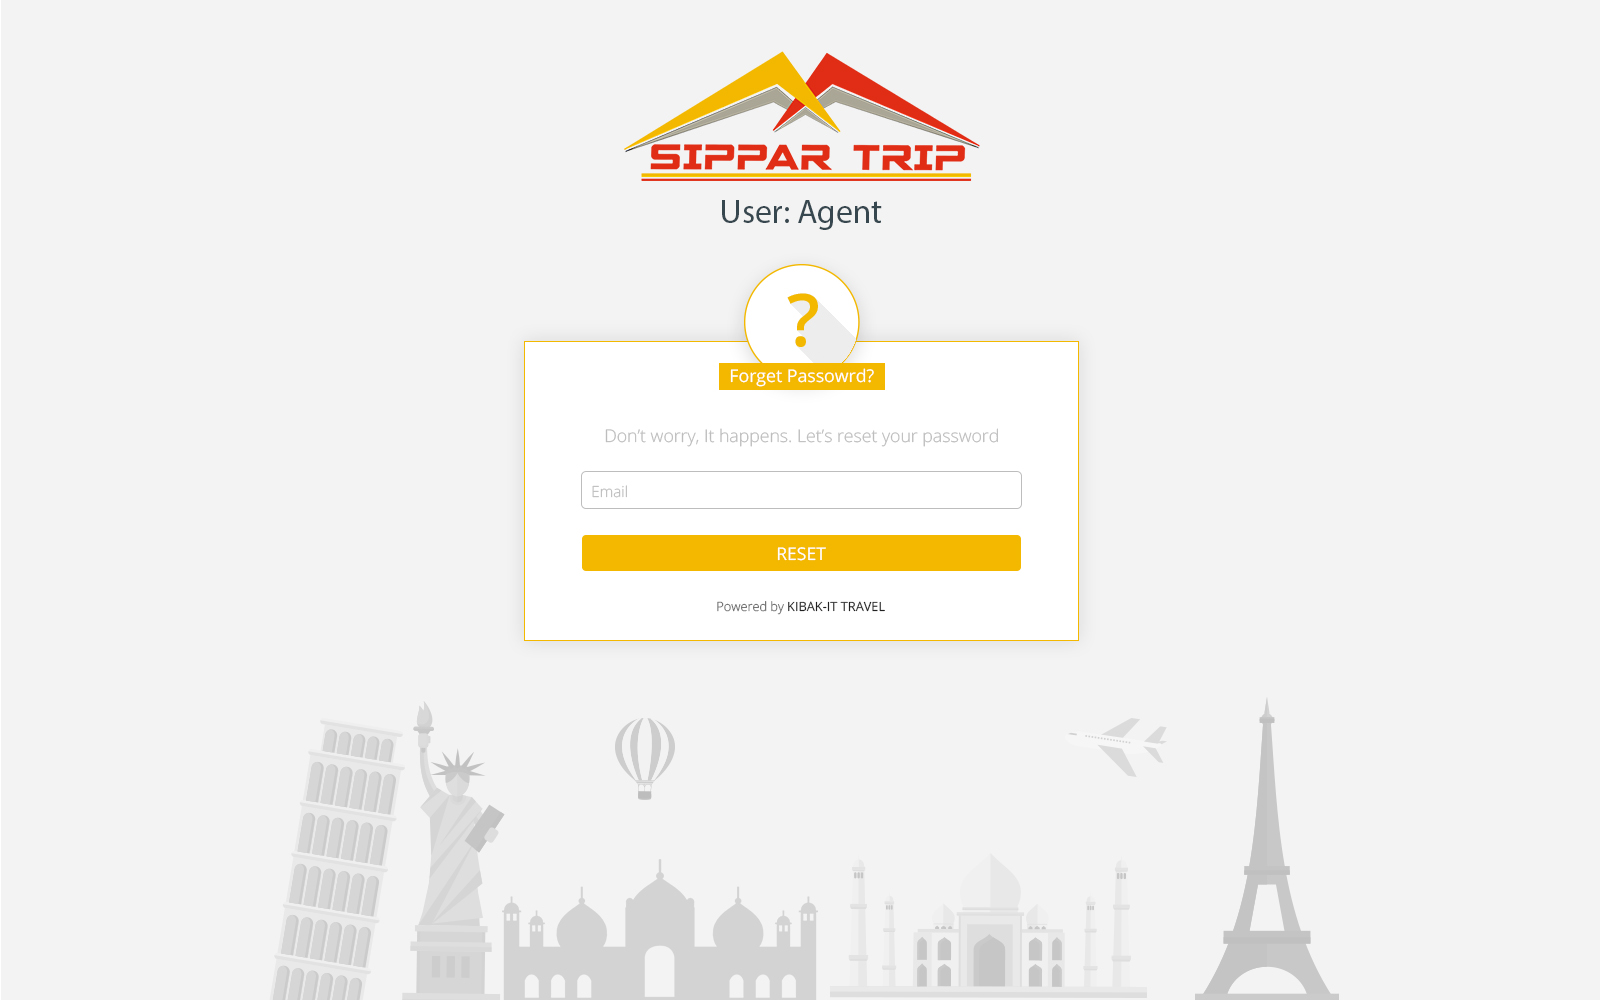 SIPPAR TRIP
User: Agent
?
Forget Passowrd?
Don't worry, It happens. Let's reset your password
Email
RESET
Powered by KIBAK-IT TRAVEL